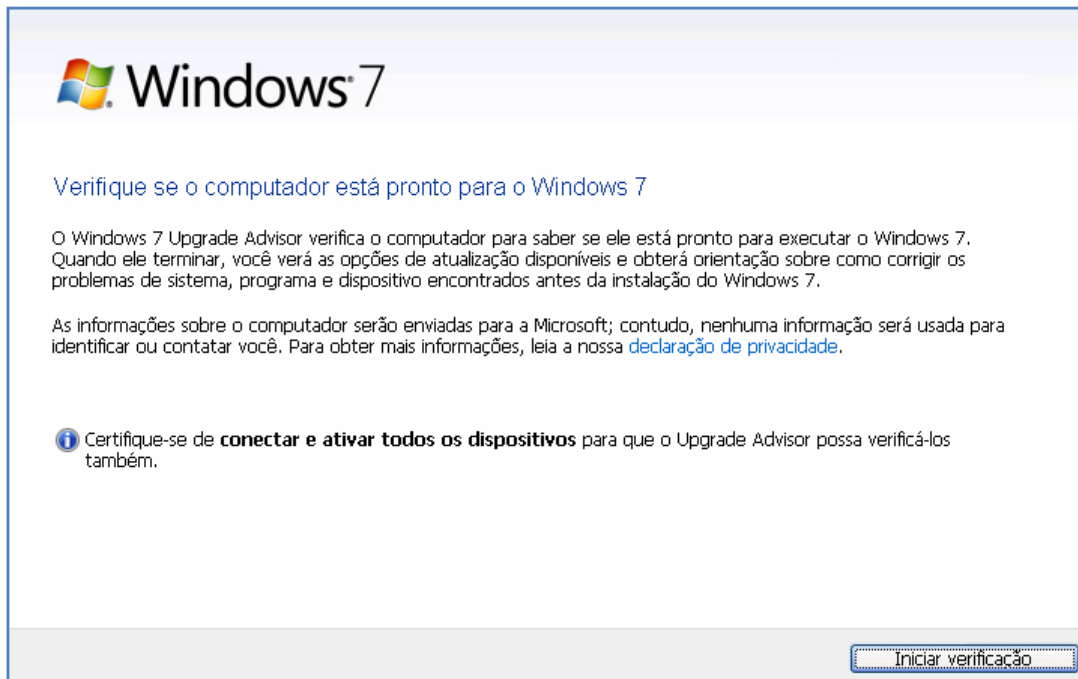 Windows 7
Verifique se o computador está pronto para o Windows 7
O Windows 7 Upgrade Advisor verifica o computador para saber se ele está pronto para executar o Windows 7.
Quando ele terminar, você verá as opções de atualização disponíveis e obterá orientação sobre como corrigir os
problemas de sistema, programa e dispositivo encontrados antes da instalação do Windows 7.
As informações sobre o computador serão enviadas para a Microsoft; contudo, nenhuma informação será usada para
identificar ou contatar você. Para obter mais informações, leia a nossa declaração de privacidade.
Certifique-se de conectar e ativar todos os dispositivos para que o Upgrade Advisor possa verificá-los
também.
Iniciar verificação